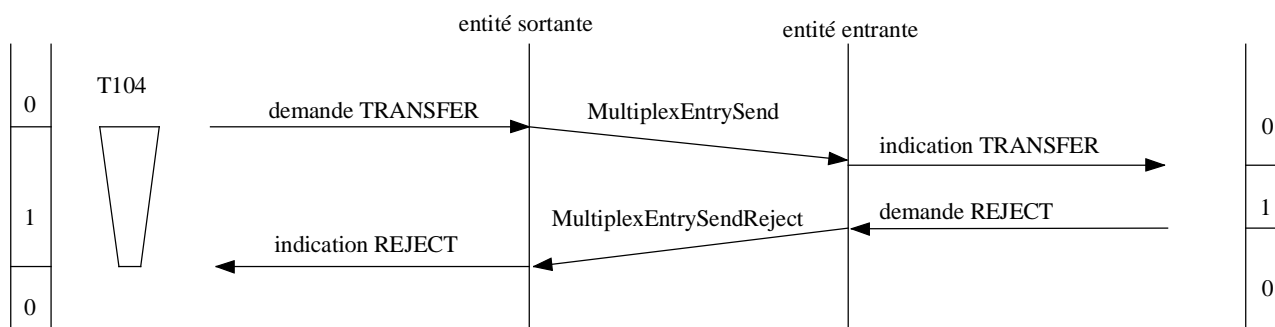 entité sortante
entité entrante
T104
0
demande TRANSFER
MultiplexEntrySend
0
indication TRANSFER
1
MultiplexEntrySendReject
demande REJECT
1
indication REJECT
0
0